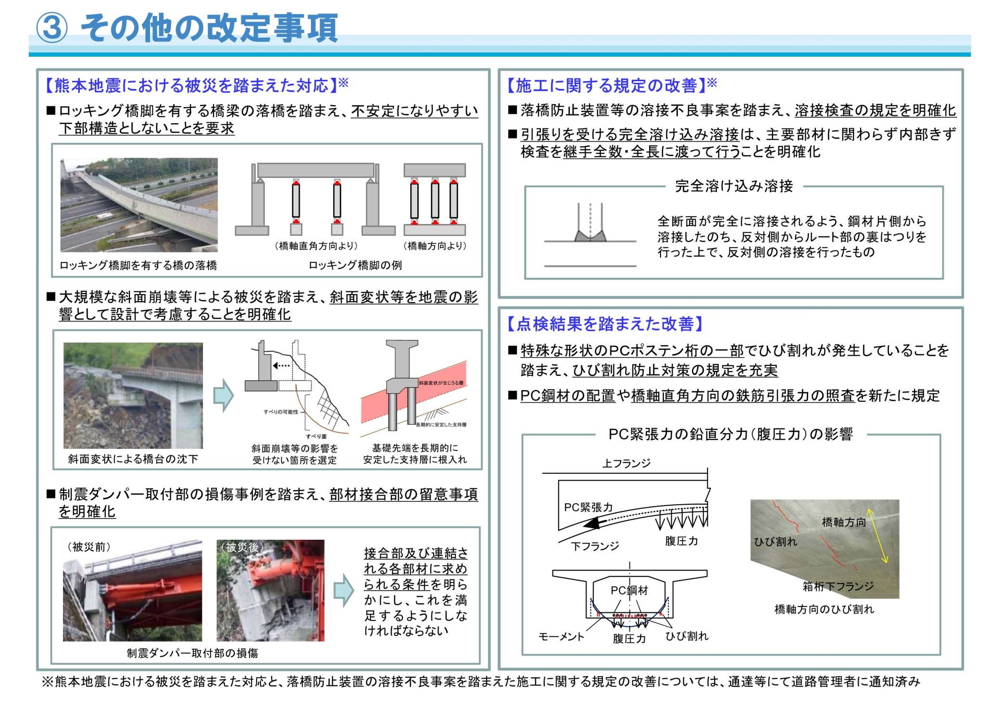 ③ その他の改定事項
【熊本地震における被災を踏まえた対応】※
■ロッキング橋脚を有する橋梁の落橋を踏まえ、不安定になりやすい
下部構造としないことを要求
(橋軸直角方向より)
(橋軸方向より)
ロッキング橋脚を有する橋の落橋
ロッキング橋脚の例
■大規模な斜面崩壊等による被災を踏まえ、斜面変状等を地震の影
響として設計で考慮することを明確化
すべりの可能性
すべり面
斜面変状が生じうる層
長期的に安定した支持層
斜面変状による橋台の沈下
斜面崩壊等の影響を
受けない箇所を選定
基礎先端を長期的に
安定した支持層に根入れ
■制震ダンパー取付部の損傷事例を踏まえ、部材接合部の留意事項
を明確化
(被災前)
(被災後)
接合部及び連結さ
れる各部材に求め
られる条件を明ら
かにし、これを満
足するようにしな
ければならない
制震ダンパー取付部の損傷
【施工に関する規定の改善】※
■落橋防止装置等の溶接不良事案を踏まえ、溶接検査の規定を明確化
■引張りを受ける完全溶け込み溶接は、主要部材に関わらず内部きず
検査を継手全数・全長に渡って行うことを明確化
完全溶け込み溶接
全断面が完全に溶接されるよう、鋼材片側から
溶接したのち、反対側からルート部の裏はつりを
行った上で、反対側の溶接を行ったもの
【点検結果を踏まえた改善】
■特殊な形状のPCポステン桁の一部でひび割れが発生していることを
踏まえ、ひび割れ防止対策の規定を充実
■PC鋼材の配置や橋軸直角方向の鉄筋引張力の照査を新たに規定
PC緊張力の鉛直分力(腹圧力)の影響
上フランジ
PC緊張力
下フランジ
腹圧力
PC鋼材
モーメント
腹圧力
ひび割れ
橋軸方向
ひび割れ
箱桁下フランジ
橋軸方向のひび割れ
※熊本地震における被災を踏まえた対応と、落橋防止装置の溶接不良事案を踏まえた施工に関する規定の改善については、通達等にて道路管理者に通知済み